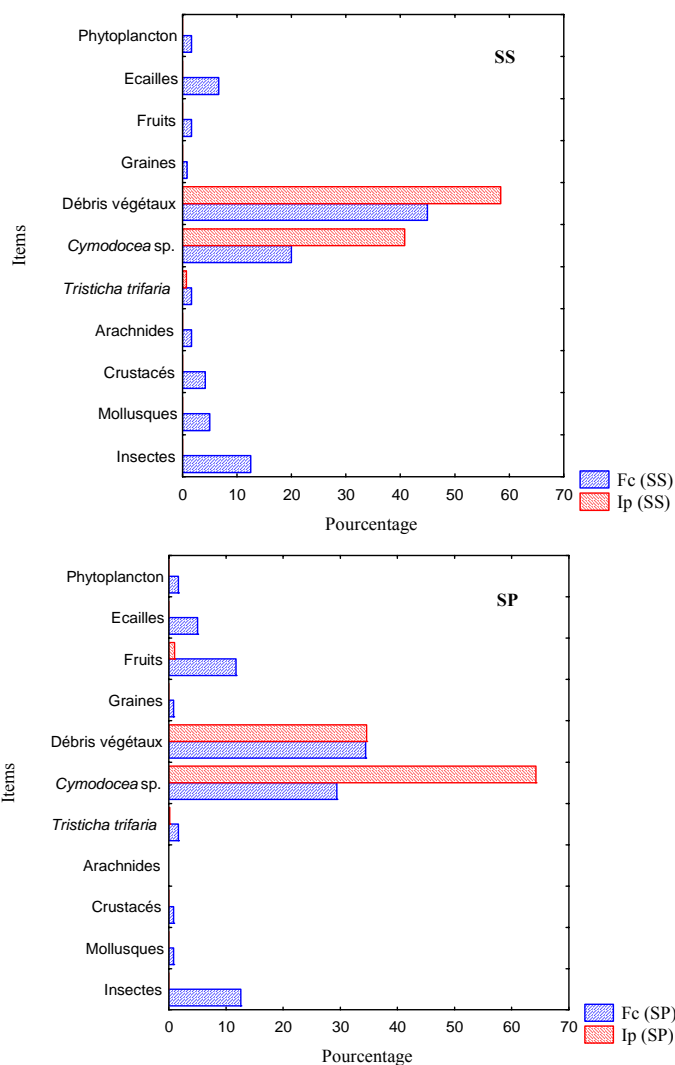 SS
Phytoplancton
Ecailles
Fruits
Graines
Débris végétaux
Cymodocea sp.
Tristicha trifaria
Arachnides
Crustacés
Mollusques
Insectes
Items
0 10 20 30 40 50 60 70
Pourcentage
Fc (SS)
Ip (SS)
SP
Phytoplancton
Ecailles
Fruits
Graines
Débris végétaux
Cymodocea sp.
Tristicha trifaria
Arachnides
Crustacés
Mollusques
Insectes
Items
0 10 20 30 40 50 60 70
Pourcentage
Fc (SP)
Ip (SP)